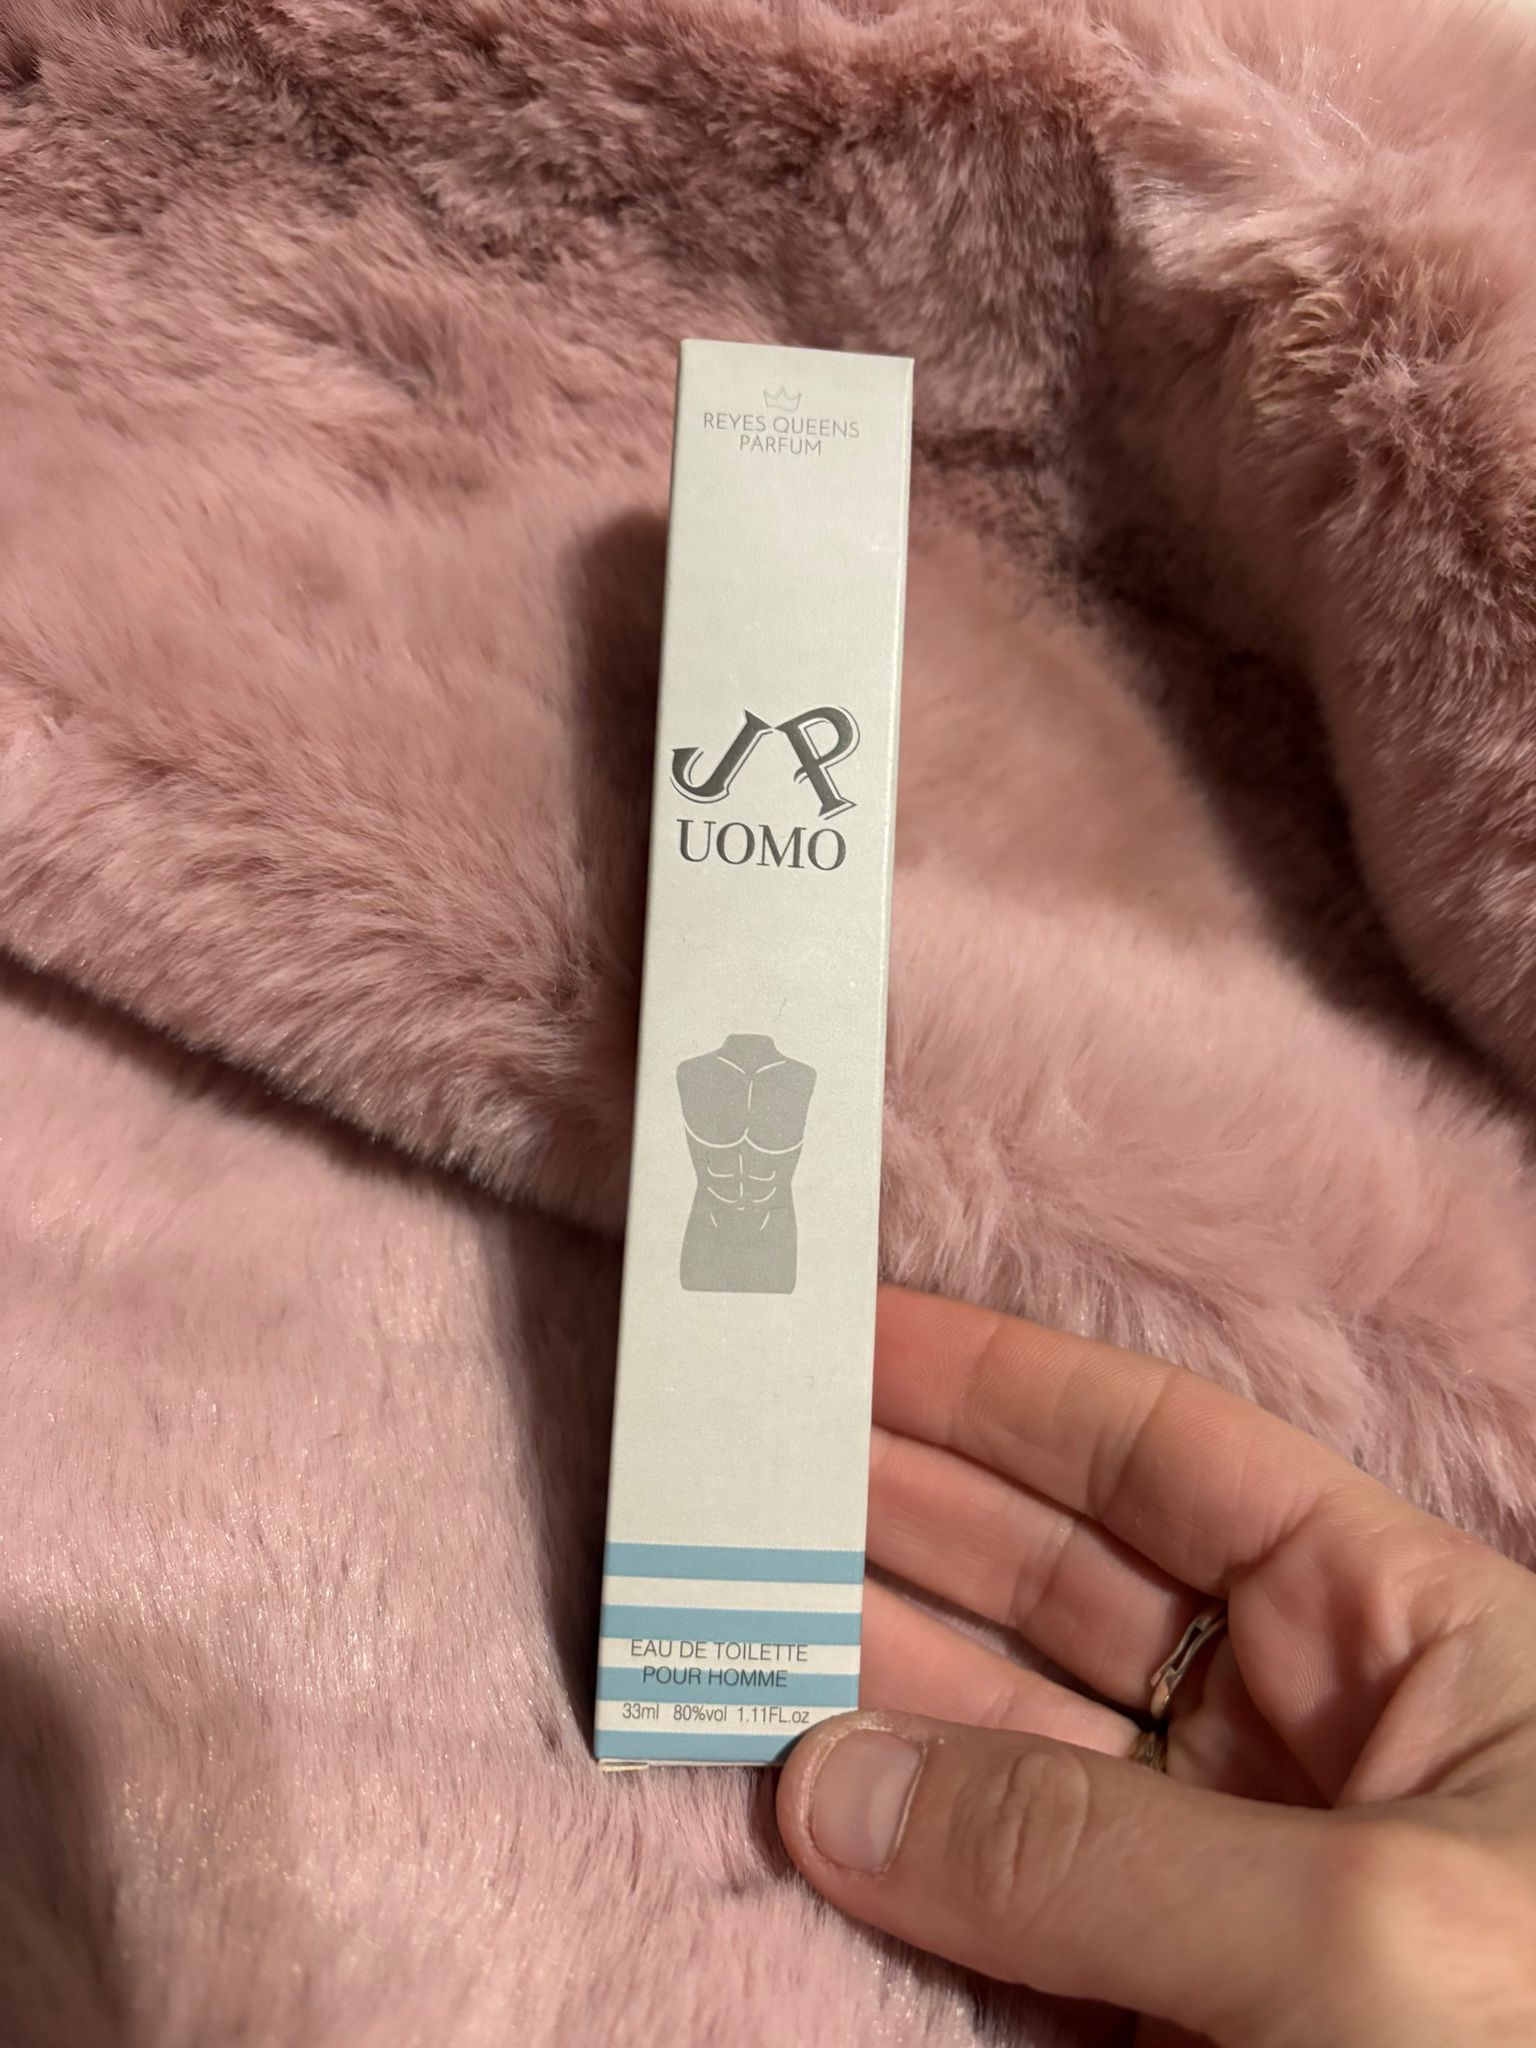 REYES QUEENS
PARFUM
JP
UOMO
EAU DE TOILETTE
POUR HOMME
33ml 80%vol 1.11FL.oz